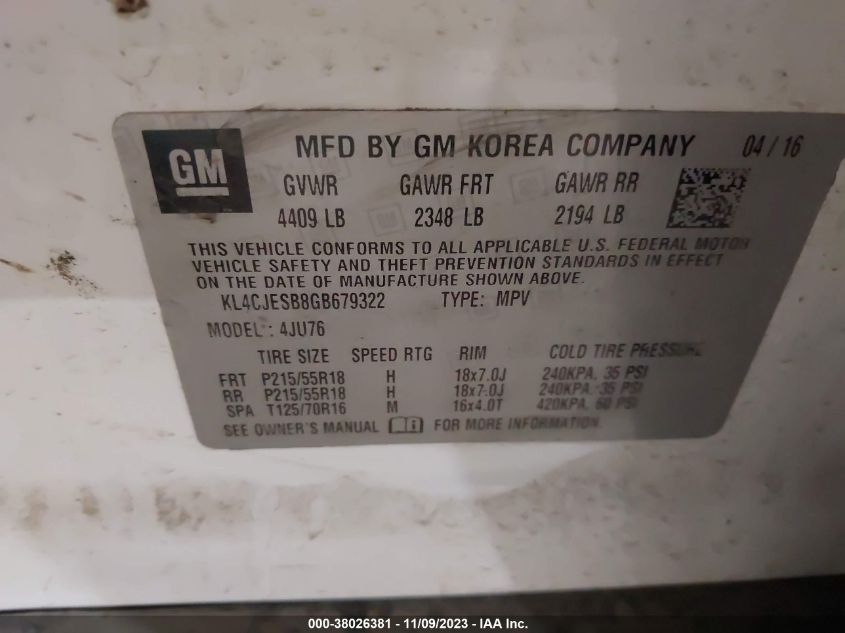 GM
MFD BY GM KOREA COMPANY 04 / 16
GVWR GAWR FRT GAWR RR
4409 LB 2348 LB 2194 LB
THIS VEHICLE CONFORMS TO ALL APPLICABLE U.S. FEDERAL MOTOR
VEHICLE SAFETY AND THEFT PREVENTION STANDARDS IN EFFECT
ON THE DATE OF MANUFACTURE SHOWN ABOVE.
KL4CJESB8GB679322 TYPE: MPV
MODEL : 4JU76
TIRE SIZE SPEED RTG RIM COLD TIRE PRESSURE
FRT P215/55R18 H 18x7.0J 240KPA, 35 PSI
RR P215/55R18 H 18x7.0J 240KPA, 35 PSI
SPA T125/70R16 M 16x4.0T 420KPA, 60 PSI
SEE OWNER'S MANUAL FOR MORE INFORMATION.
000-38026381 - 11/09/2023 - IAA Inc.